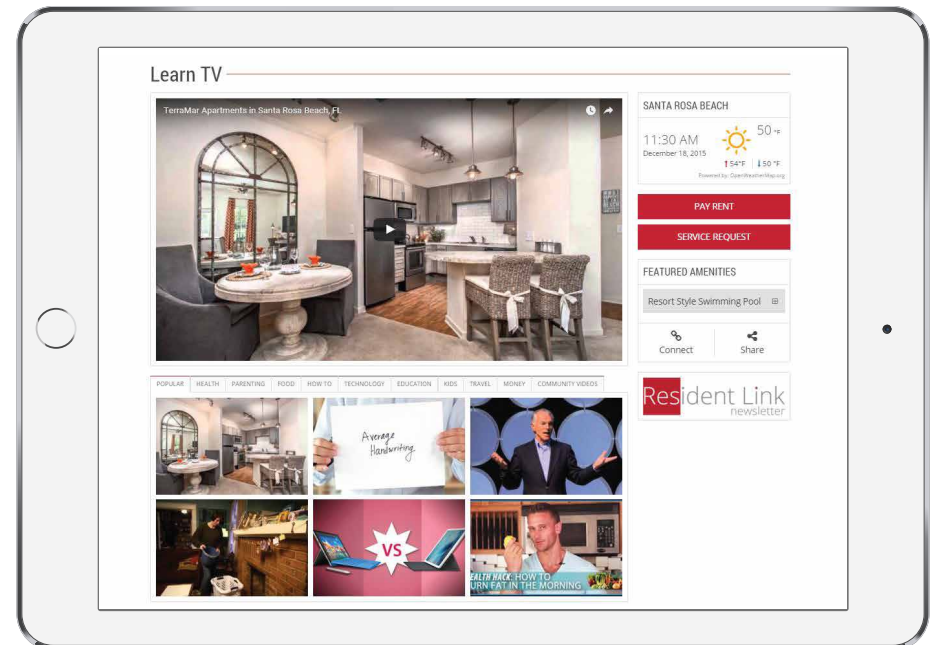 Learn TV
TerraMar Apartments in Santa Rosa Beach, FL
SANTA ROSA BEACH
11:30 AM
December 18, 2015
50 °F
54°F
50 °F
Powered by: OpenWeatherMap.org
PAY RENT
SERVICE REQUEST
FEATURED AMENITIES
Resort Style Swimming Pool
Connect
Share
Resident Link
newsletter
POPULAR HEALTH PARENTING FOOD HOW TO TECHNOLOGY EDUCATION KIDS TRAVEL MONEY COMMUNITY VIDEOS
Average
Handwriting
VS
EALTH HACK: HOW TO
URN FAT IN THE MORNING